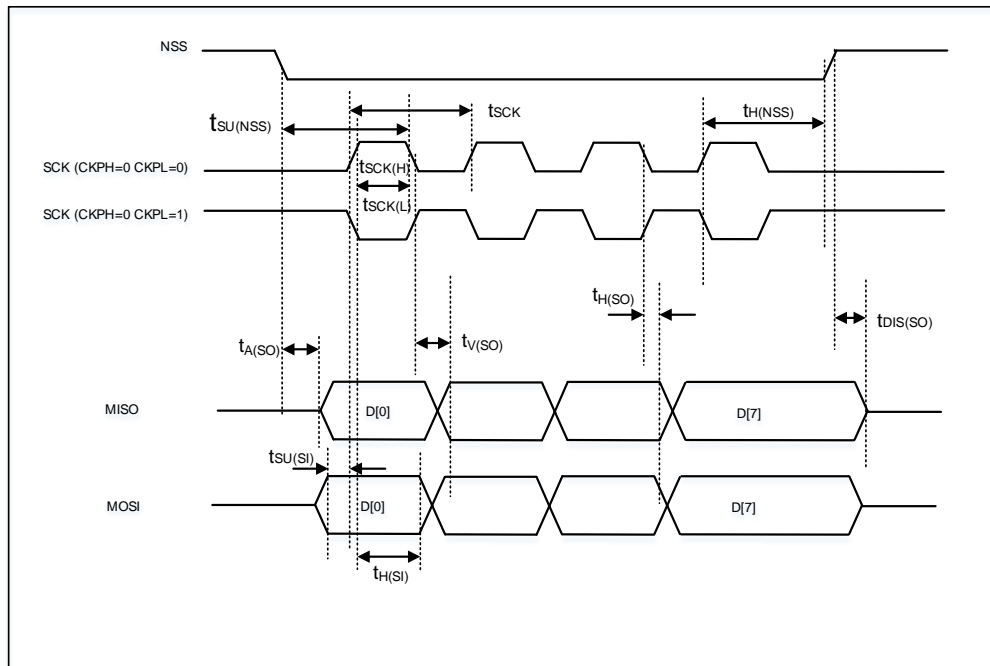 NSS
tSCK
tH(NSS)
tSU(NSS)
SCK (CKPH=0 CKPL=0)
tSCK(H)
tSCK(L)
SCK (CKPH=0 CKPL=1)
tH(SO)
tDIS(SO)
tA(SO)
tV(SO)
MISO
D[0]
D[7]
tSU(SI)
MOSI
D[0]
D[7]
tH(SI)